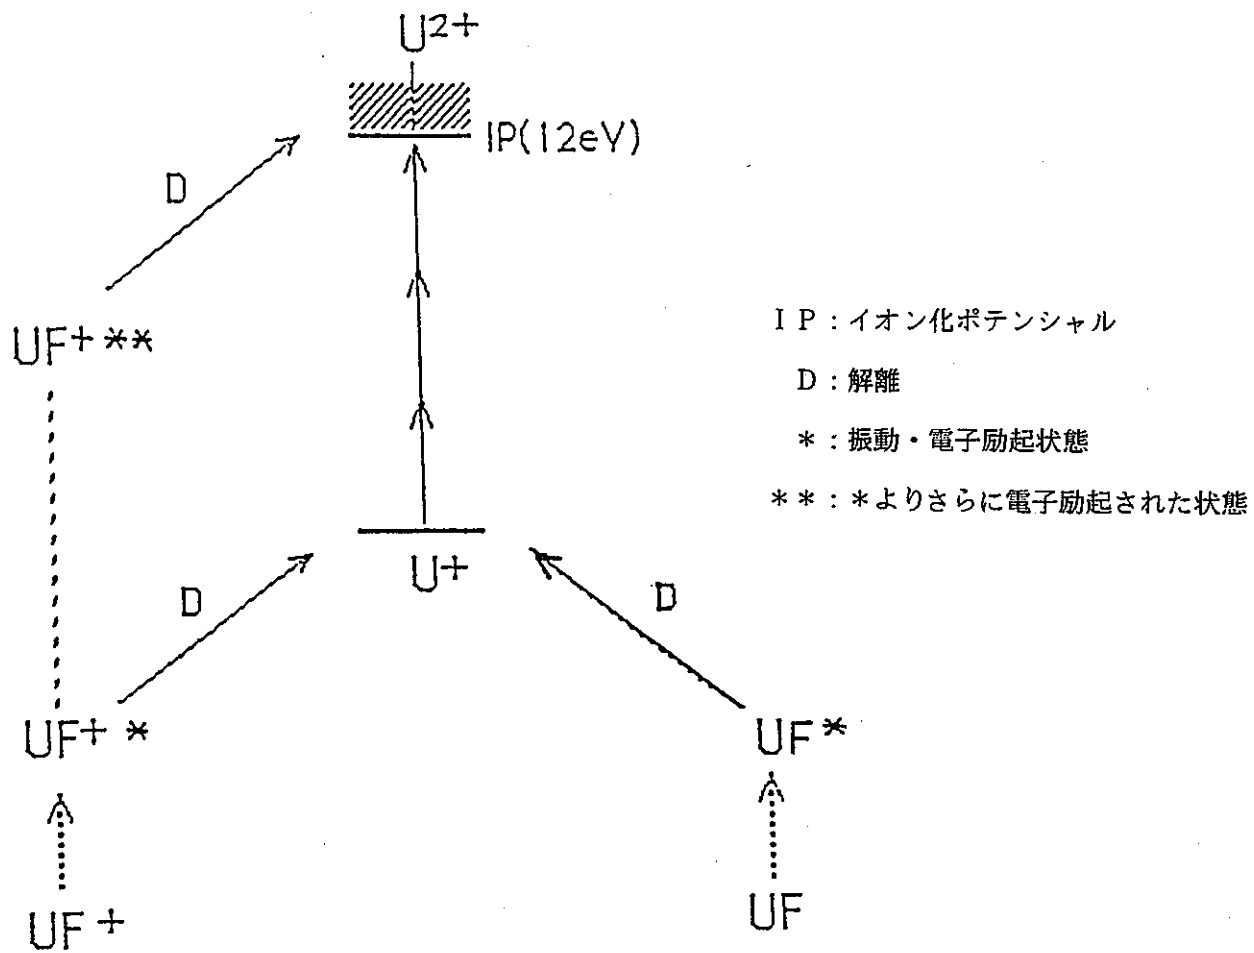 U2+
IP(12eV)
D
UF+**
IP:イオン化ポテンシャル
D:解離
*:振動・電子励起状態
**:*よりさらに電子励起された状態
U+
D
D
UF+*
UF*
UF+
UF